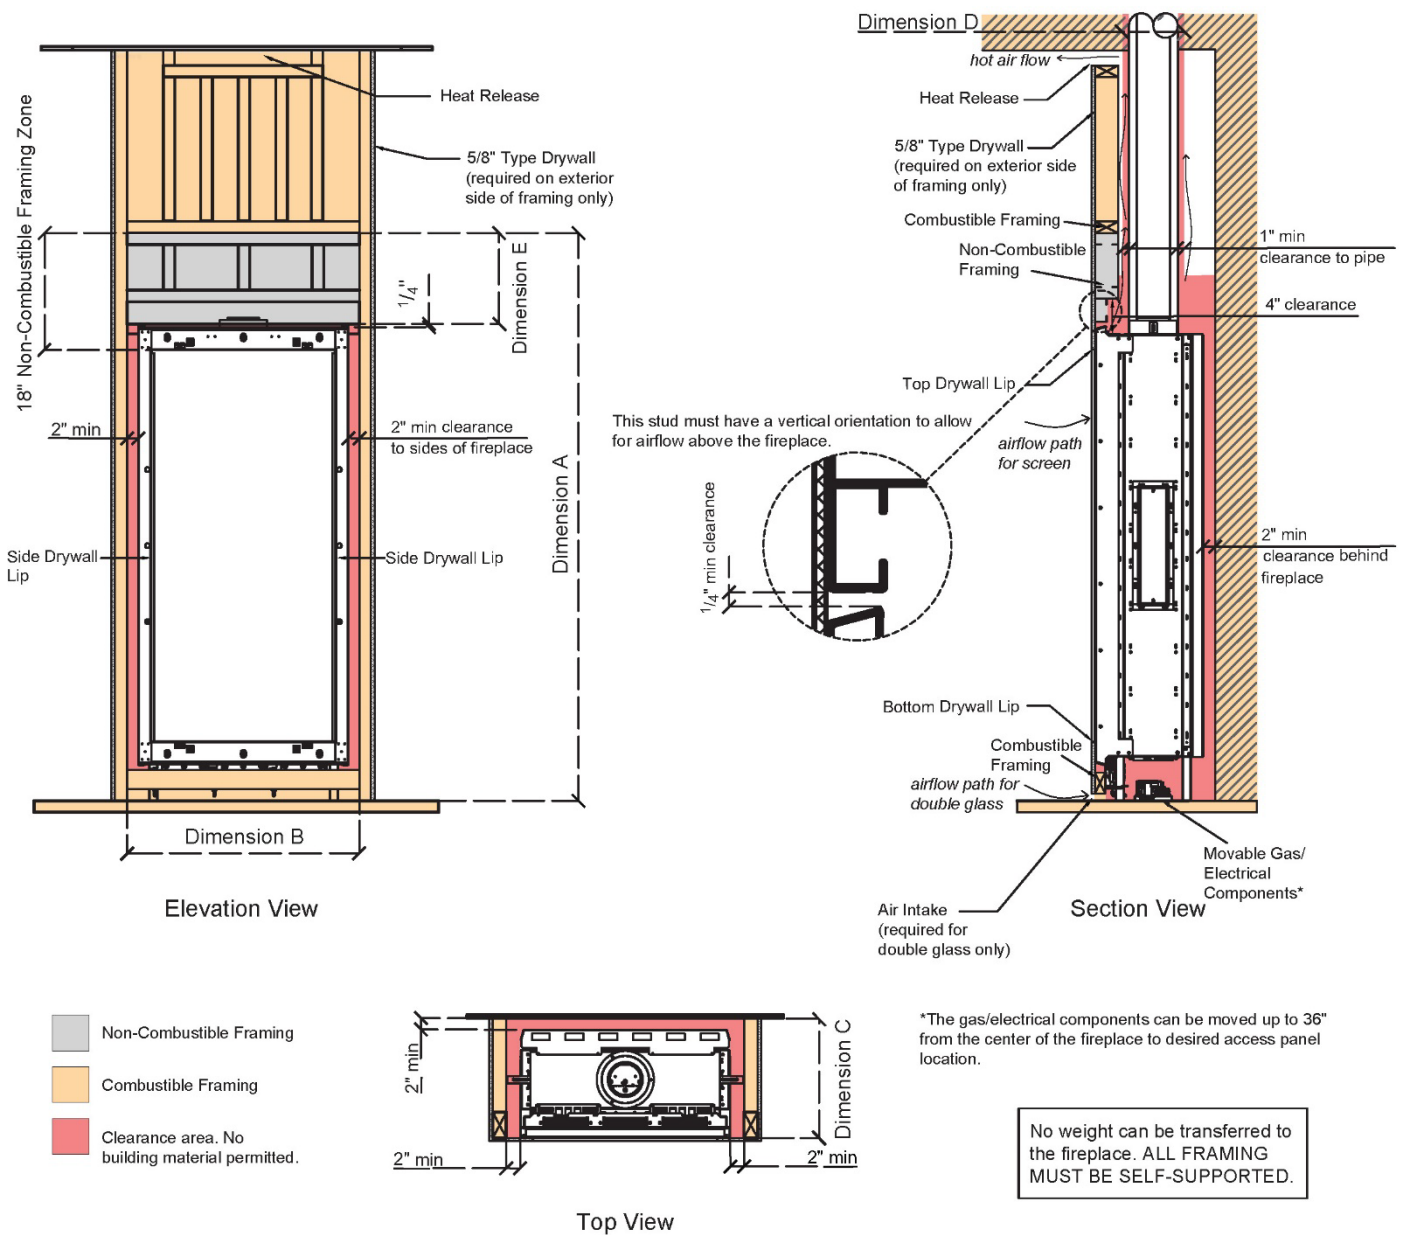 Heat Release
5/8" Type Drywall
(required on exterior
side of framing only)
18" Non-Combustible Framing Zone
Dimension E
1/4"
2" min
2" min clearance
to sides of fireplace
Dimension A
Side Drywall
Lip
Side Drywall Lip
Dimension B
Elevation View
Dimension D
hot air flow
Heat Release
5/8" Type Drywall
(required on exterior side
of framing only)
Combustible Framing
Non-Combustible
Framing
1" min
clearance to pipe
4" clearance
Top Drywall Lip
This stud must have a vertical orientation to allow
for airflow above the fireplace.
airflow path
for screen
1/4" min clearance
2" min
clearance behind
fireplace
Bottom Drywall Lip
Combustible
Framing
airflow path for
double glass
Movable Gas/
Electrical
Components*
Air Intake
(required for
double glass only)
Section View
Non-Combustible Framing
Combustible Framing
Clearance area. No
building material permitted.
2" min
Dimension C
2" min
2" min
Top View
*The gas/electrical components can be moved up to 36"
from the center of the fireplace to desired access panel
location.
No weight can be transferred to
the fireplace. ALL FRAMING
MUST BE SELF-SUPPORTED.